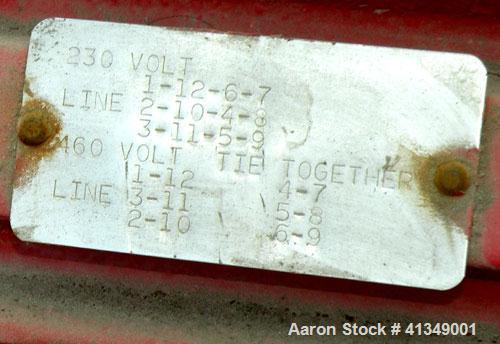 230 VOLT
1-12-6-7
LINE 2-10-4-8
3-11-5-9
460 VOLT TIE TOGETHER
1-12 4-7
LINE 3-11 5-8
2-10 6-9
Aaron Stock # 41349001